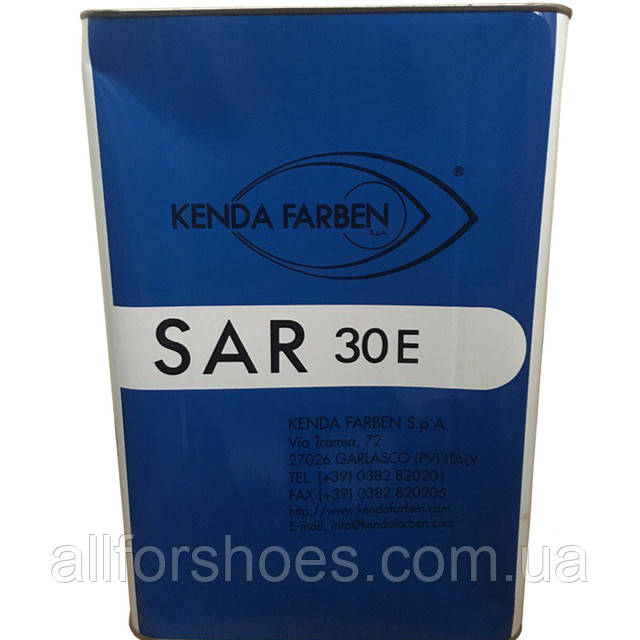 KENDA FARBEN
S.p.A.
®
SAR 30E
KENDA FARBEN S.p.A.
Via Tramia, 72
27026 GARLASCO (PV) ITALY
TEL. (+39) 0382.820201
FAX (+39) 0382.820205
http://www.kendafarben.com
E-mail: info@kendafarben.com
allforshoes.com.ua